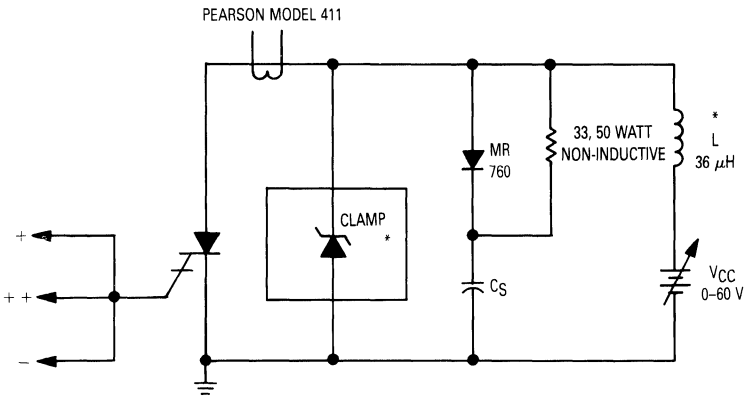 PEARSON MODEL 411
33, 50 WATT
NON-INDUCTIVE
*
L
36 μH
MR
760
CLAMP
*
+
++
-
CS
VCC
0–60 V